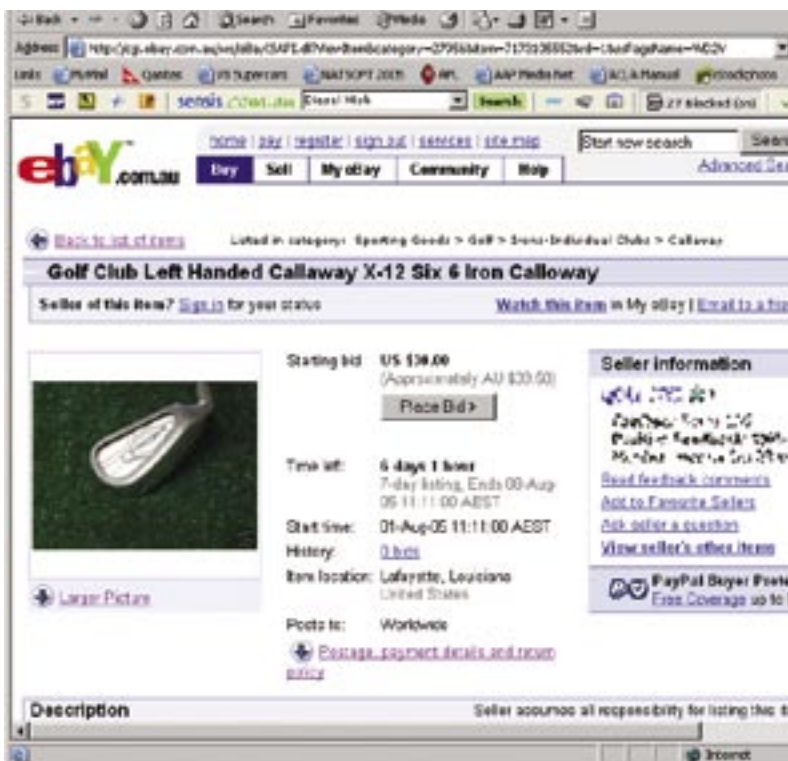 Back Search Favorites Media
Address
Links Hotmail Qantas V8 Supercars NATSOFT 2005 AFL AAP MediaNet ACLA Manual iStockphoto
sensis.com.au Search 27 blocked
home | pay | register | sign out | services | site map Start new search Search
ebay.com.au Buy Sell My eBay Community Help Advanced
Back to list of items Listed in category: Sporting Goods > Golf > Irons-Individual Clubs > Callaway
Golf Club Left Handed Callaway X-12 Six 6 Iron Calloway
Seller of this item? Sign in for your status Watch this item in My eBay | Email to a
Starting bid US $30.00
(Approximately AU $39.50)
Place Bid >
Time left: 6 days 1 hour
7-day listing, Ends 08-Aug-
05 11:11:00 AEST
Start time: 01-Aug-05 11:11:00 AEST
History: 0 bids
Item location: Lafayette, Louisiana
United States
Posts to: Worldwide
Postage, payment details and return
policy
Larger Picture
Seller information
Read feedback comments
Add to Favourite Sellers
Ask seller a question
View seller's other items
PayPal Buyer
Free Coverage up to
Description Seller assumes all responsibility for listing this
Internet